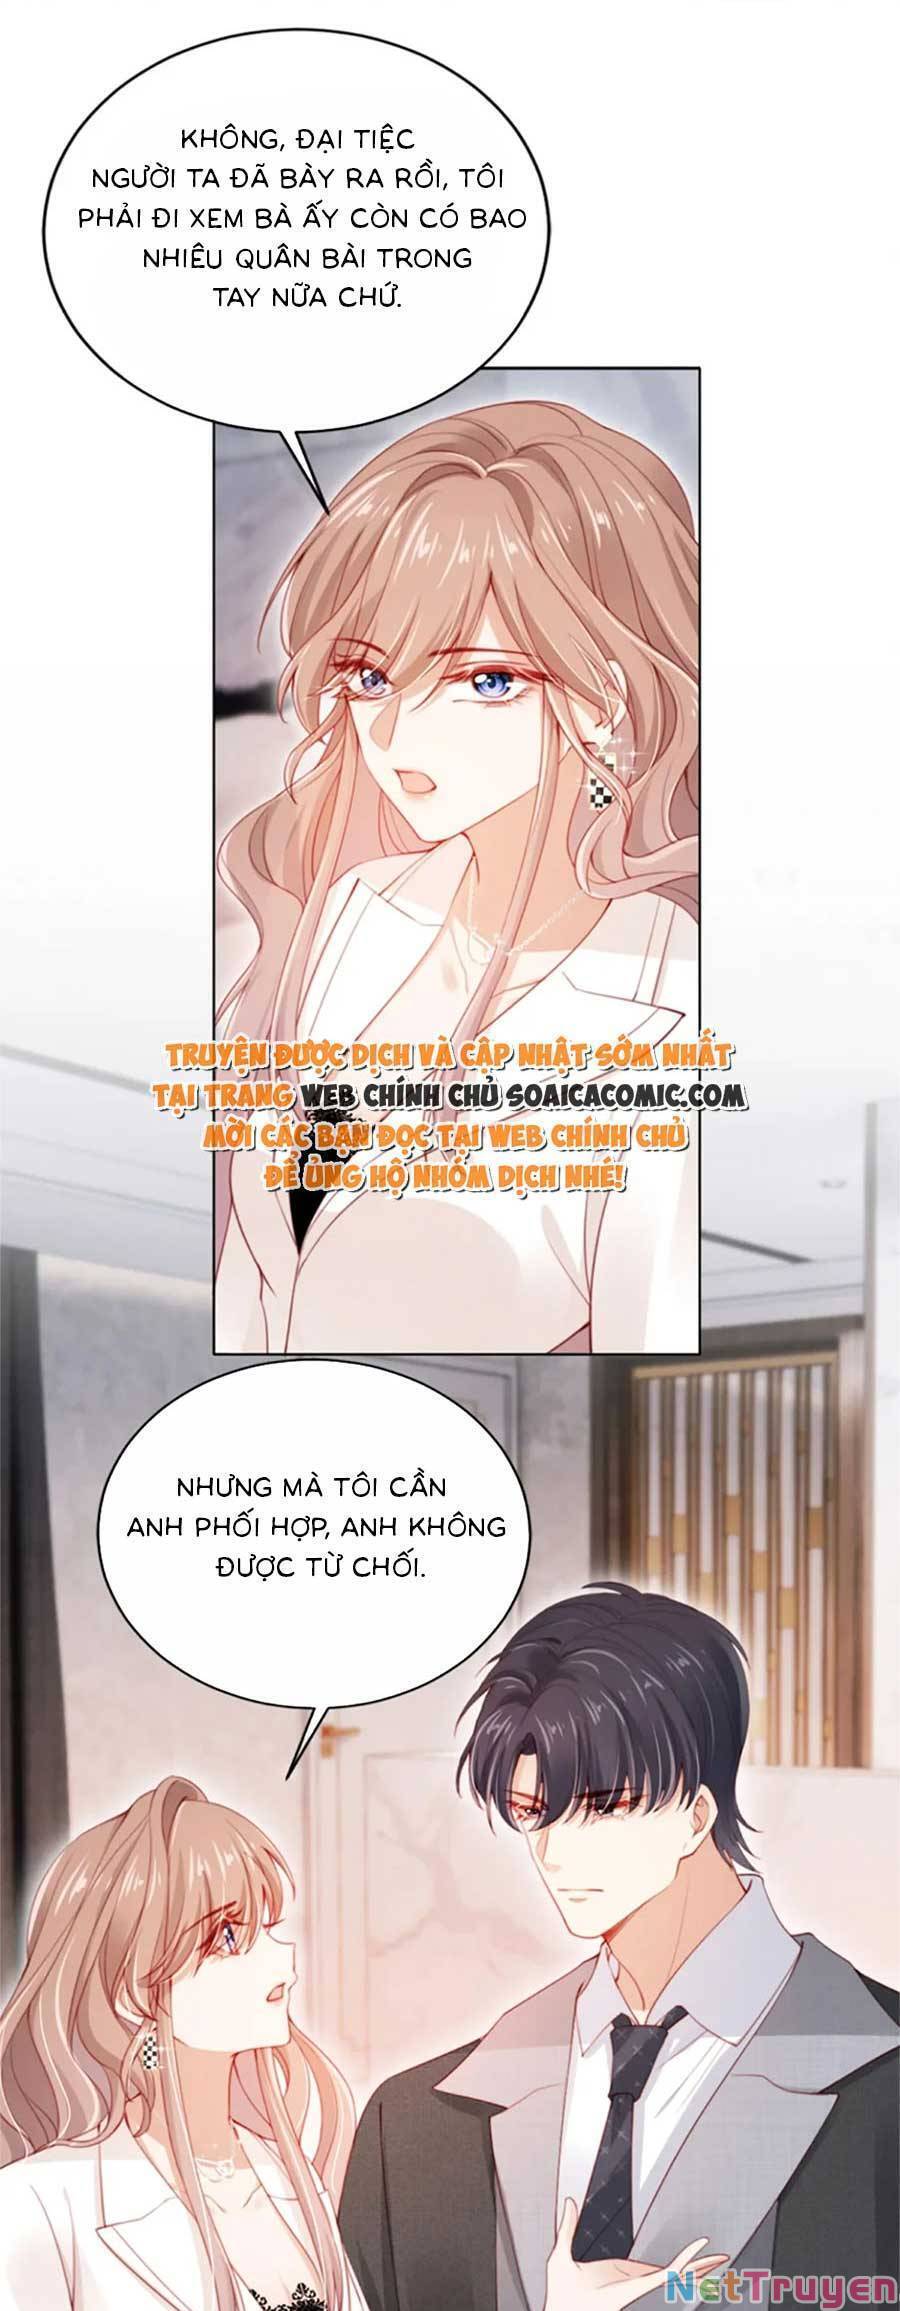 KHÔNG, ĐẠI TIỆC
NGƯỜI TA ĐÃ BÀY RA RỒI, TÔI
PHẢI ĐI XEM BÀ ẤY CÒN CÓ BAO
NHIÊU QUÂN BÀI TRONG
TAY NỮA CHỨ.
TRUYỆN ĐƯỢC DỊCH VÀ CẬP NHẬT SỚM NHẤT
TẠI TRANG WEB CHÍNH CHỦ SOAICACOMIC.COM
MỜI CÁC BẠN ĐỌC TẠI WEB CHÍNH CHỦ
ĐỂ ỦNG HỘ NHÓM DỊCH NHÉ!
NHƯNG MÀ TÔI CẦN
ANH PHỐI HỢP, ANH KHÔNG
ĐƯỢC TỪ CHỐI.
NetTruyen